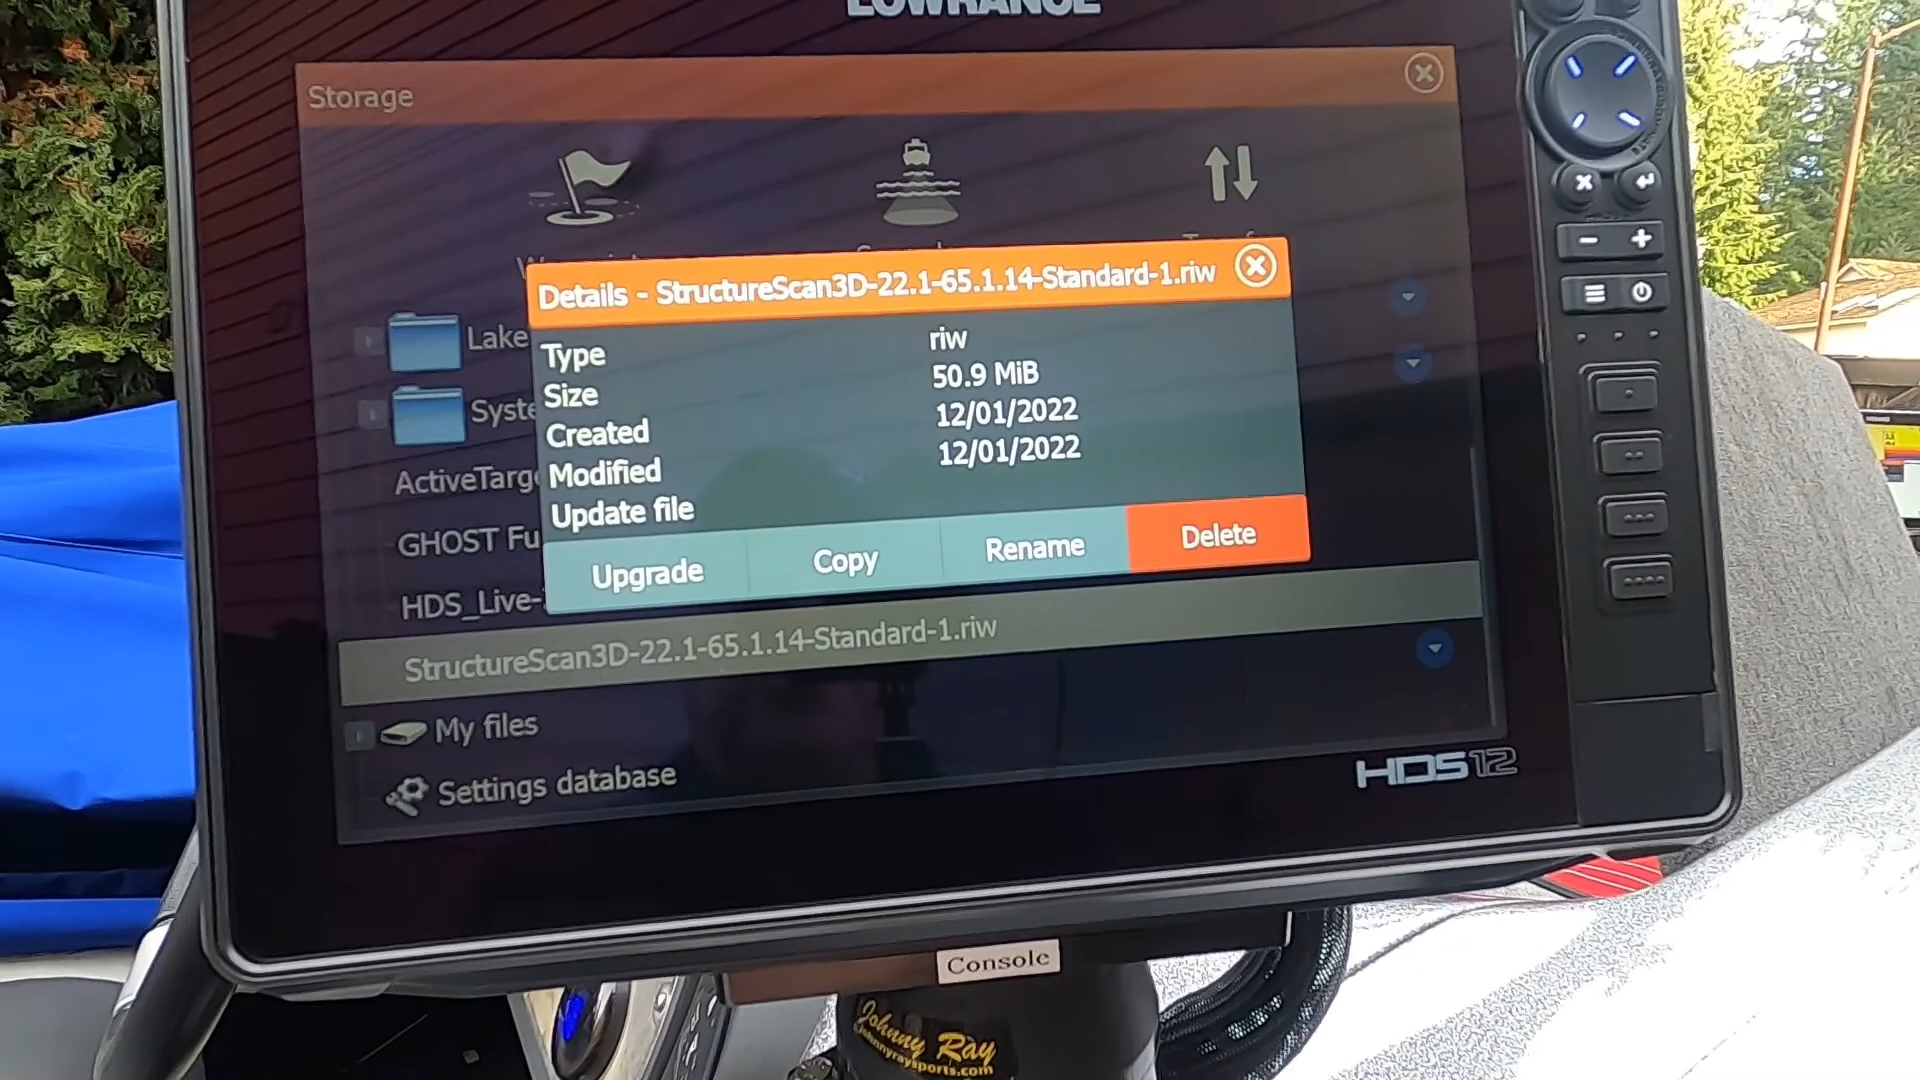 LOWRANCE
Storage
Details - StructureScan3D-22.1-65.1.14-Standard-1.riw
Type riw
Size 50.9 MiB
Created 12/01/2022
Modified 12/01/2022
Update file
Upgrade Copy Rename Delete
Lake
Syste
ActiveTarg
GHOST Fu
HDS_Live-
StructureScan3D-22.1-65.1.14-Standard-1.riw
My files
Settings database
HDS12
Console
Johnny Ray